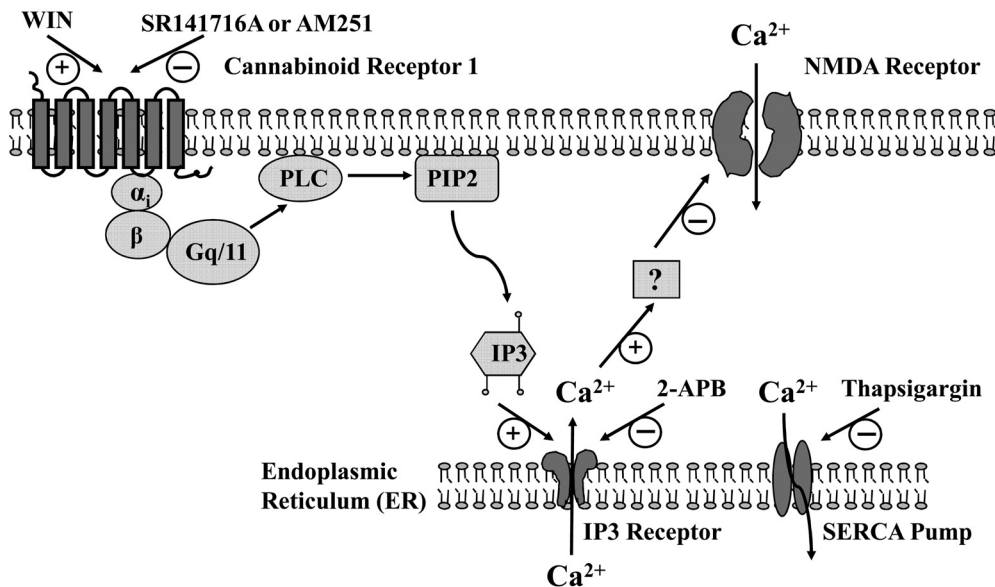 WIN
SR141716A or AM251
+
−
Cannabinoid Receptor 1
Ca²⁺
NMDA Receptor
αᵢ
β
Gq/11
PLC
PIP2
−
?
+
IP3
Ca²⁺
2-APB
Ca²⁺
Thapsigargin
+
−
−
Endoplasmic
Reticulum (ER)
IP3 Receptor
SERCA Pump
Ca²⁺